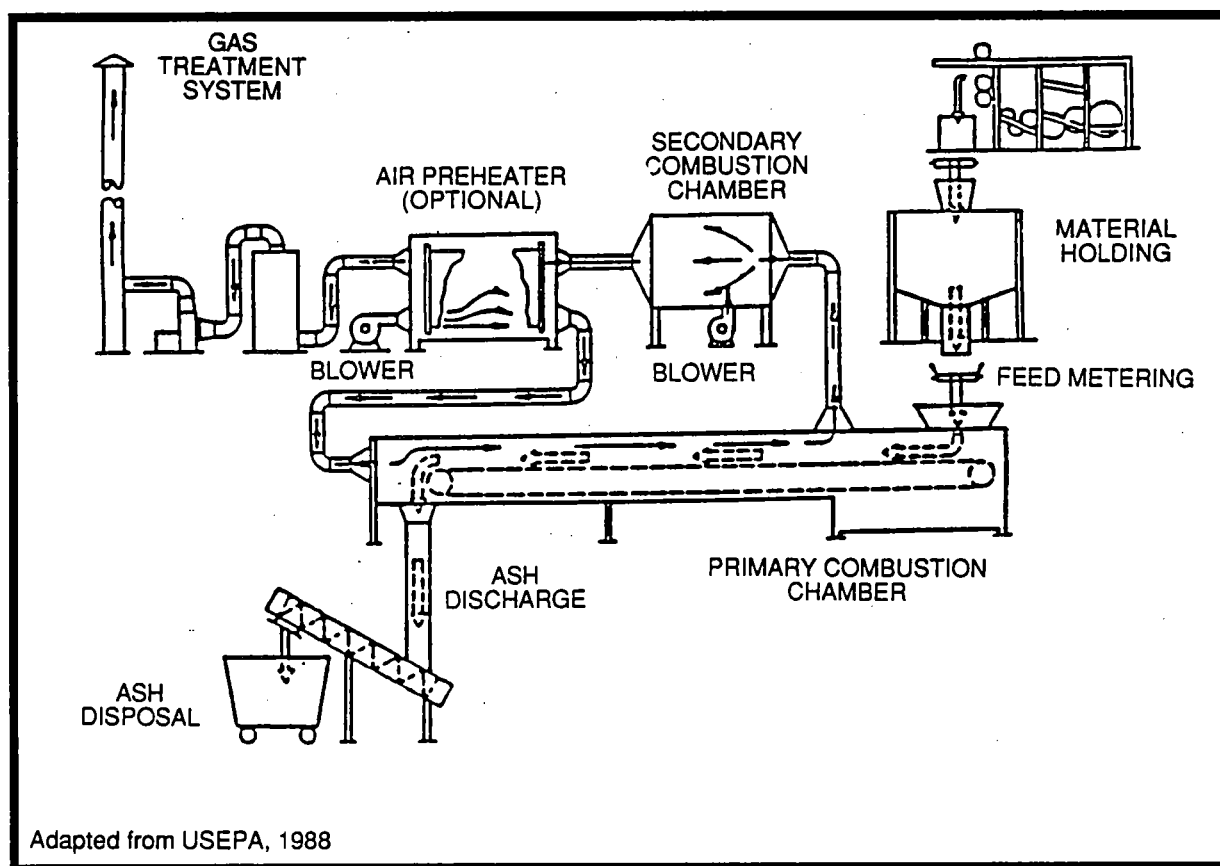 GAS
TREATMENT
SYSTEM
AIR PREHEATER
(OPTIONAL)
SECONDARY
COMBUSTION
CHAMBER
MATERIAL
HOLDING
BLOWER
BLOWER
FEED METERING
ASH
DISCHARGE
PRIMARY COMBUSTION
CHAMBER
ASH
DISPOSAL
Adapted from USEPA, 1988